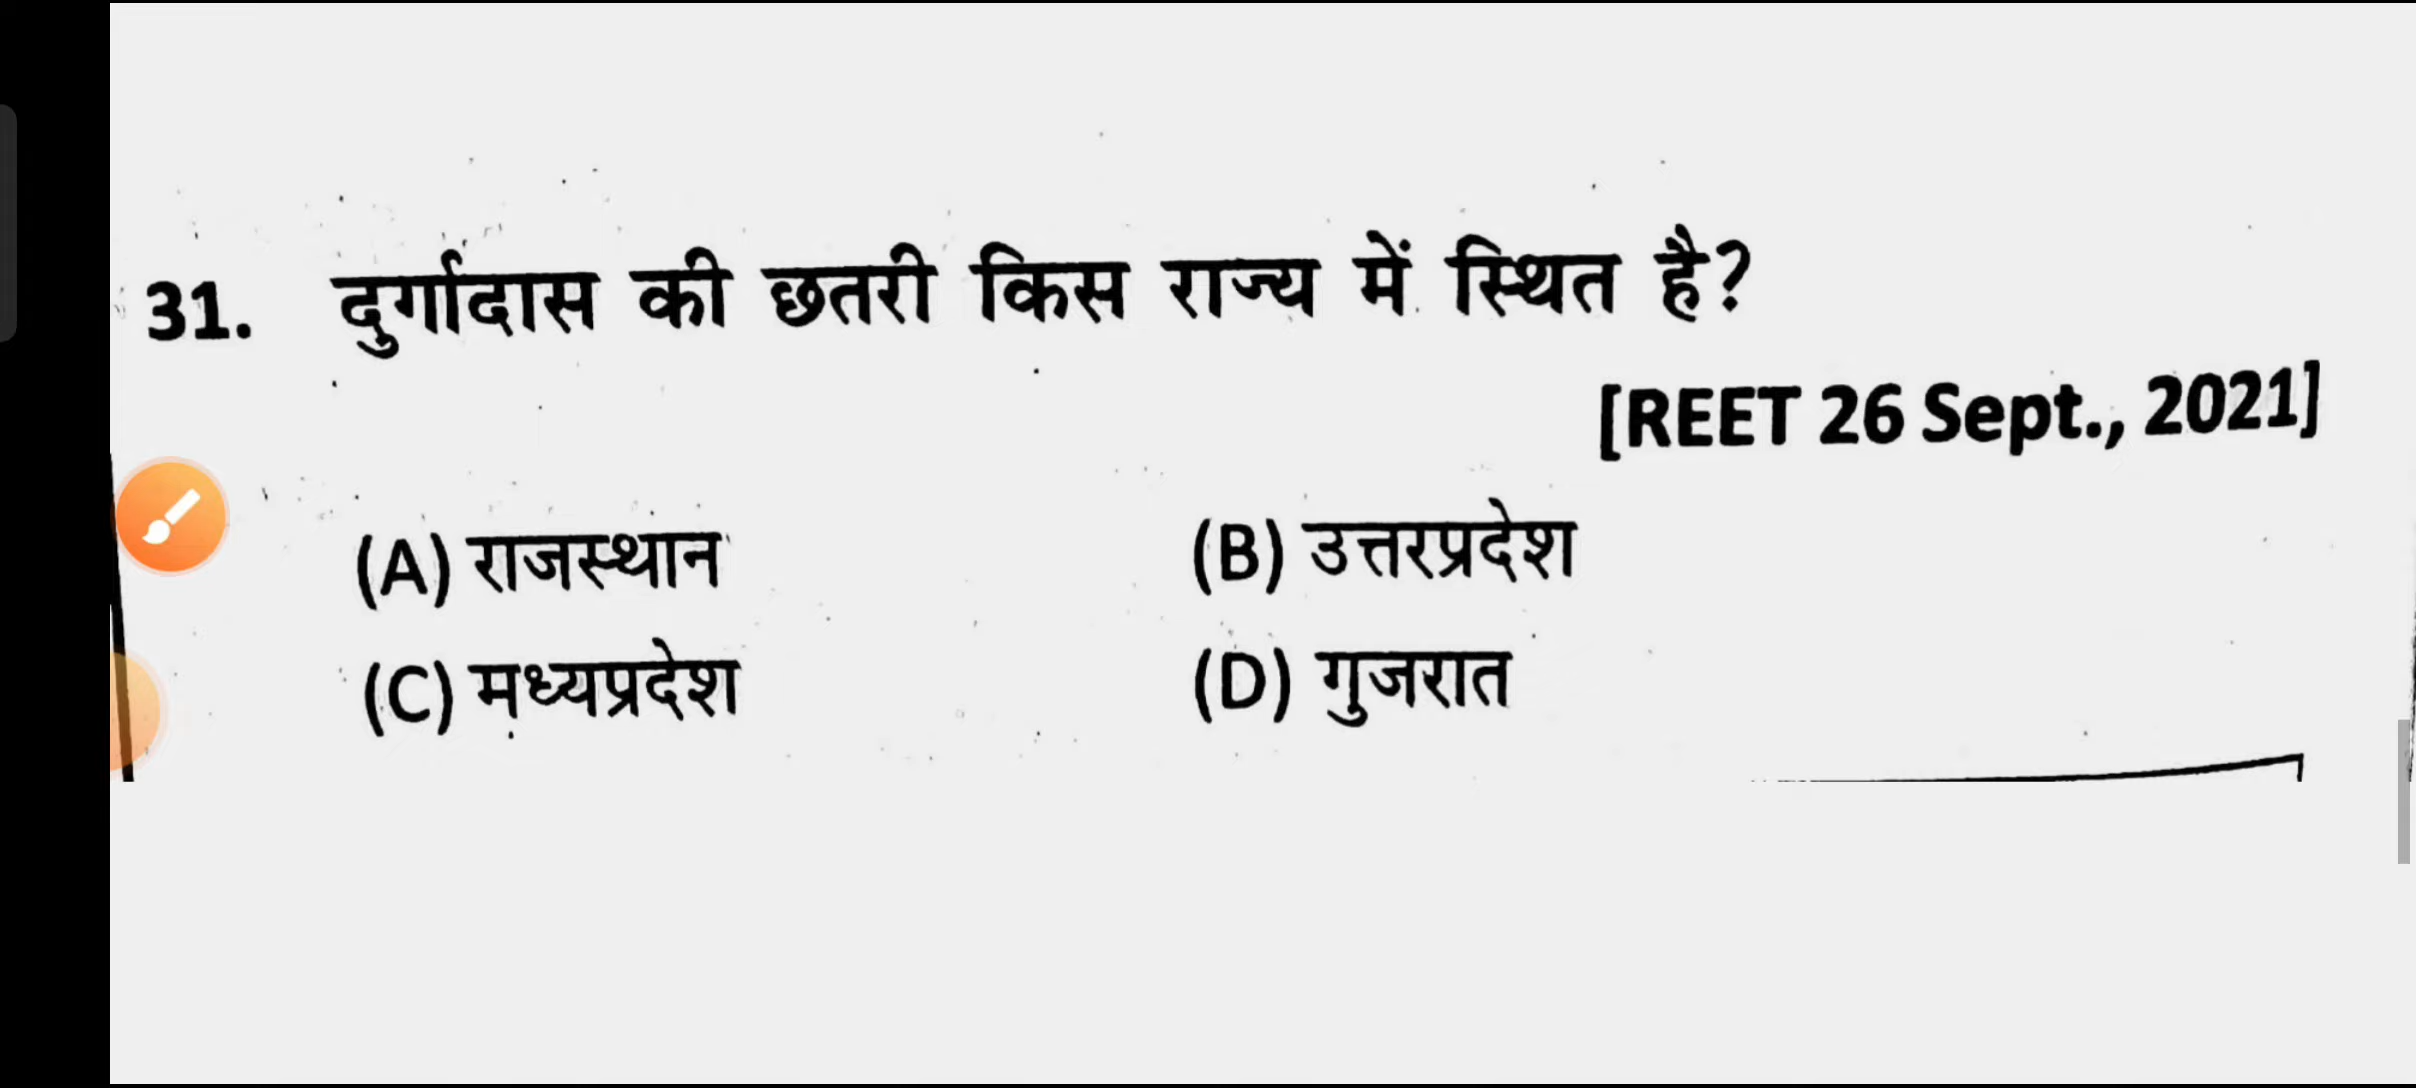 31. दुर्गादास की छतरी किस राज्य में स्थित है?
[REET 26 Sept., 2021]
(A) राजस्थान (B) उत्तरप्रदेश
(C) मध्यप्रदेश (D) गुजरात